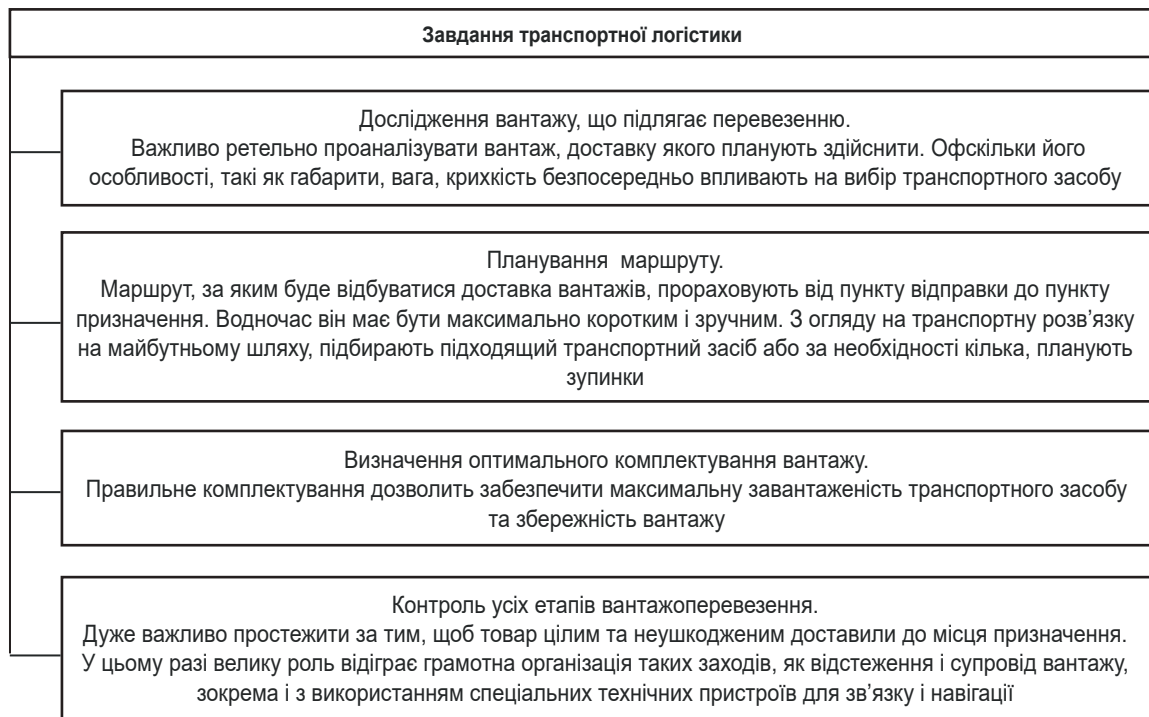 Завдання транспортної логістики
Дослідження вантажу, що підлягає перевезенню.
Важливо ретельно проаналізувати вантаж, доставку якого планують здійснити. Офскільки його
особливості, такі як габарити, вага, крихкість безпосередньо впливають на вибір транспортного засобу
Планування маршруту.
Маршрут, за яким буде відбуватися доставка вантажів, прораховують від пункту відправки до пункту
призначення. Водночас він має бути максимально коротким і зручним. З огляду на транспортну розв’язку
на майбутньому шляху, підбирають підходящий транспортний засіб або за необхідності кілька, планують
зупинки
Визначення оптимального комплектування вантажу.
Правильне комплектування дозволить забезпечити максимальну завантаженість транспортного засобу
та збережність вантажу
Контроль усіх етапів вантажоперевезення.
Дуже важливо простежити за тим, щоб товар цілим та неушкодженим доставили до місця призначення.
У цьому разі велику роль відіграє грамотна організація таких заходів, як відстеження і супровід вантажу,
зокрема і з використанням спеціальних технічних пристроїв для зв’язку і навігації